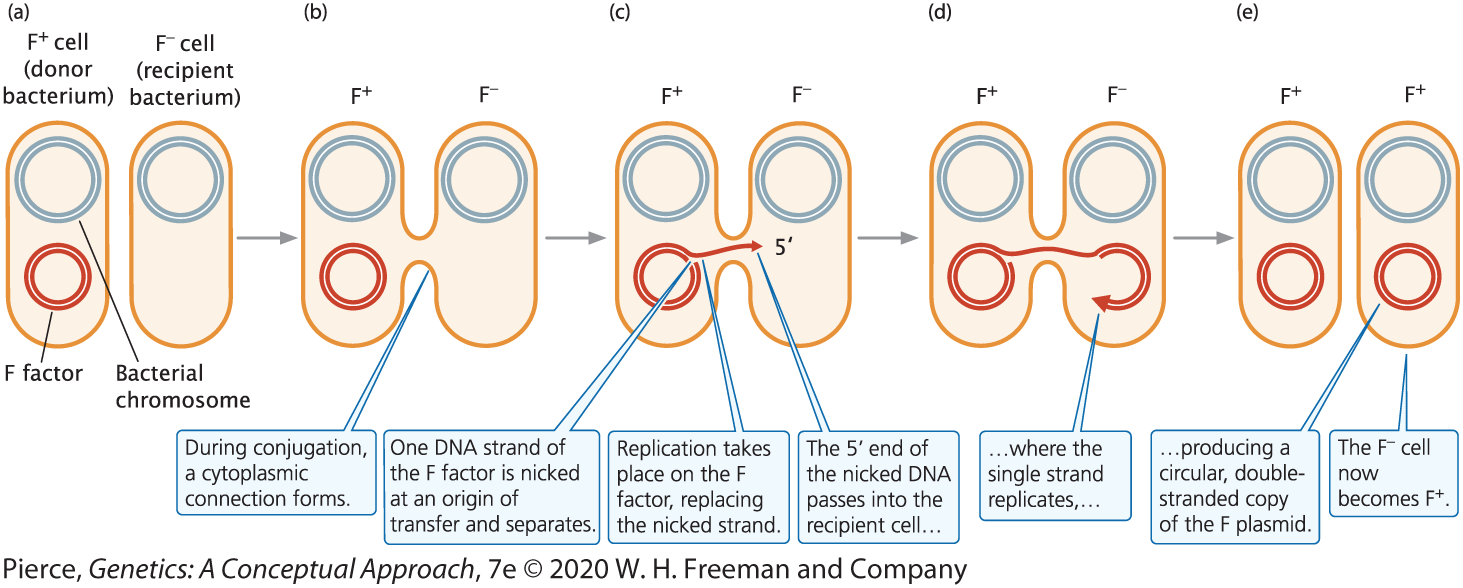 (a)
F⁺ cell
(donor
bacterium)
F⁻ cell
(recipient
bacterium)
F factor
Bacterial
chromosome
(b)
F⁺
F⁻
During conjugation,
a cytoplasmic
connection forms.
(c)
F⁺
F⁻
5′
One DNA strand of
the F factor is nicked
at an origin of
transfer and separates.
Replication takes
place on the F
factor, replacing
the nicked strand.
The 5′ end of
the nicked DNA
passes into the
recipient cell…
(d)
F⁺
F⁻
…where the
single strand
replicates,…
(e)
F⁺
F⁺
…producing a
circular, double-
stranded copy
of the F plasmid.
The F⁻ cell
now
becomes F⁺.
Pierce, Genetics: A Conceptual Approach, 7e © 2020 W. H. Freeman and Company